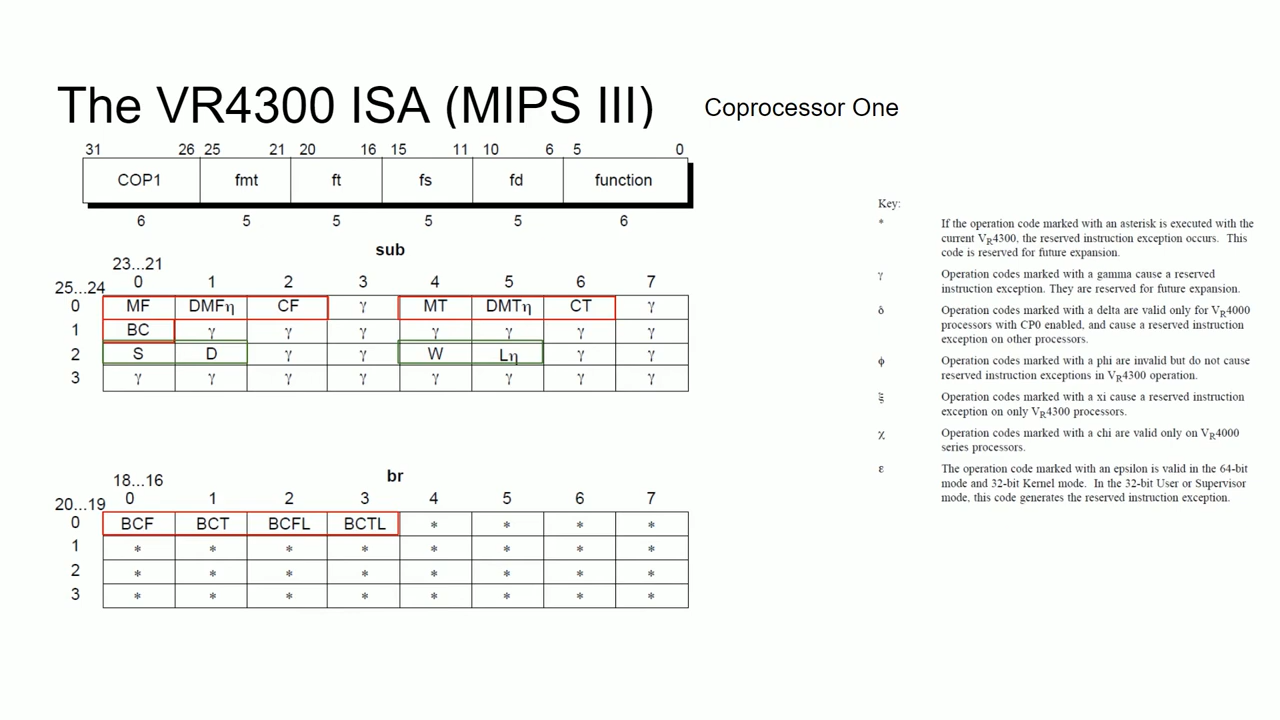 The VR4300 ISA (MIPS III) Coprocessor One
31 26 25 21 20 16 15 11 10 6 5 0
COP1 fmt ft fs fd function
6 5 5 5 5 6
sub
23...21
25...24 0 1 2 3 4 5 6 7
0 MF DMFη CF γ MT DMTη CT γ
1 BC γ γ γ γ γ γ γ
2 S D γ γ W Lη γ γ
3 γ γ γ γ γ γ γ γ
br
18...16
20...19 0 1 2 3 4 5 6 7
0 BCF BCT BCFL BCTL * * * *
1 * * * * * * * *
2 * * * * * * * *
3 * * * * * * * *
Key:
* If the operation code marked with an asterisk is executed with the
current VR4300, the reserved instruction exception occurs. This
code is reserved for future expansion.
γ Operation codes marked with a gamma cause a reserved
instruction exception. They are reserved for future expansion.
δ Operation codes marked with a delta are valid only for VR4000
processors with CP0 enabled, and cause a reserved instruction
exception on other processors.
ϕ Operation codes marked with a phi are invalid but do not cause
reserved instruction exceptions in VR4300 operation.
ξ Operation codes marked with a xi cause a reserved instruction
exception on only VR4300 processors.
χ Operation codes marked with a chi are valid only on VR4000
series processors.
ε The operation code marked with an epsilon is valid in the 64-bit
mode and 32-bit Kernel mode. In the 32-bit User or Supervisor
mode, this code generates the reserved instruction exception.